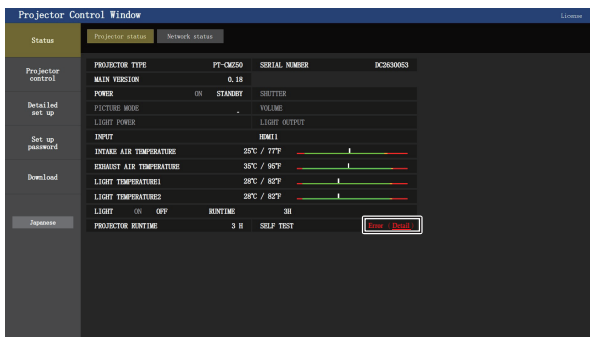 Projector Control Window
License
Status
Projector status Network status
PROJECTOR TYPE PT-CMZ50 SERIAL NUMBER DC2630053
MAIN VERSION 0.18
POWER ON STANDBY SHUTTER
PICTURE MODE - VOLUME
LIGHT POWER LIGHT OUTPUT
INPUT HDMI1
INTAKE AIR TEMPERATURE 25℃ / 77℉
EXHAUST AIR TEMPERATURE 35℃ / 95℉
LIGHT TEMPERATURE1 28℃ / 82℉
LIGHT TEMPERATURE2 28℃ / 82℉
LIGHT ON OFF RUNTIME 3H
PROJECTOR RUNTIME 3 H SELF TEST Error (Detail)
Projector
control
Detailed
set up
Set up
password
Download
Japanese